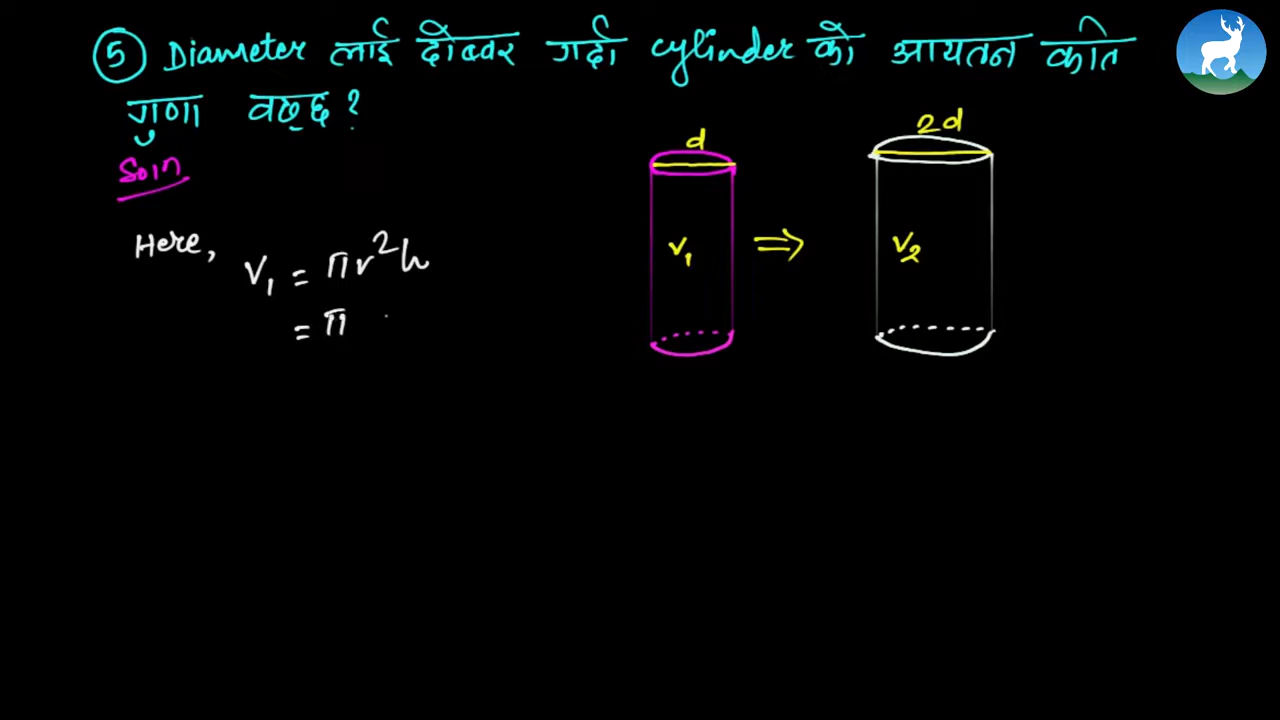 ⑤ Diameter लाई दोब्बर गर्दा cylinder को आयतन कति
गुणा बढ्छ ?
Soln
Here, V₁ = πr²h
= π
d
V₁
⇒
2d
V₂